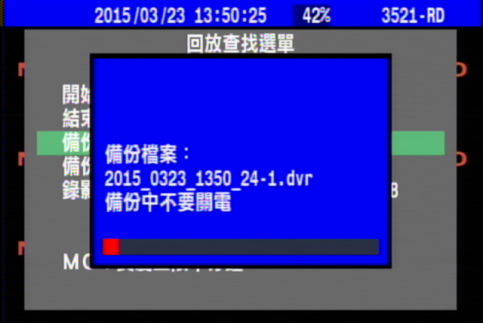 2015/03/23 13:50:25 42% 3521-RD
回放查找選單
開始
結束
備份
備份檔案：
備份
2015_0323_1350_24-1.dvr
錄影
備份中不要關電